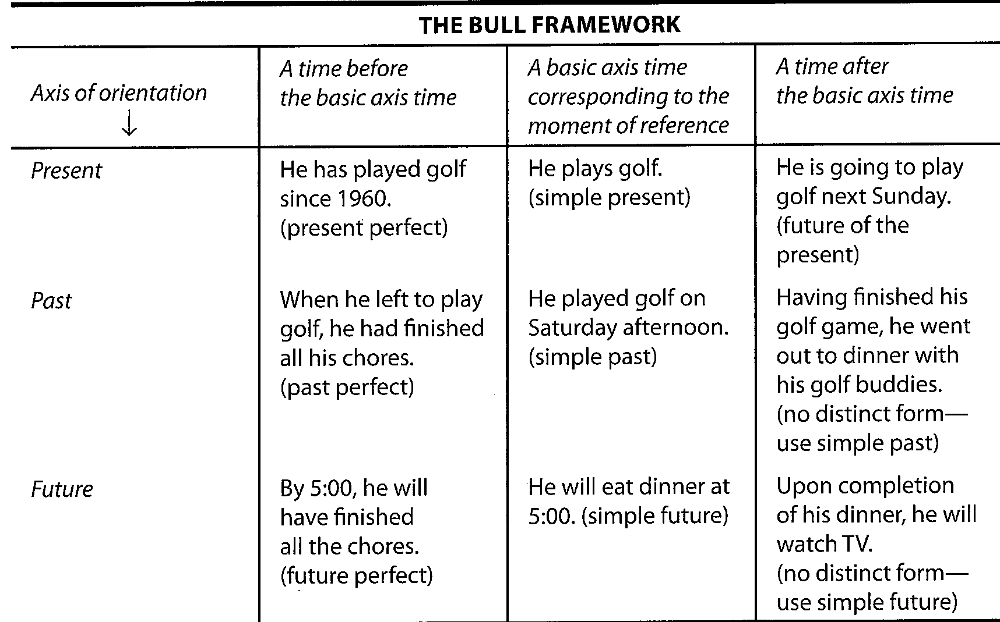 THE BULL FRAMEWORK
Axis of orientation
↓
A time before
the basic axis time
A basic axis time
corresponding to the
moment of reference
A time after
the basic axis time
Present
He has played golf
since 1960.
(present perfect)
He plays golf.
(simple present)
He is going to play
golf next Sunday.
(future of the
present)
Past
When he left to play
golf, he had finished
all his chores.
(past perfect)
He played golf on
Saturday afternoon.
(simple past)
Having finished his
golf game, he went
out to dinner with
his golf buddies.
(no distinct form—
use simple past)
Future
By 5:00, he will
have finished
all the chores.
(future perfect)
He will eat dinner at
5:00. (simple future)
Upon completion
of his dinner, he will
watch TV.
(no distinct form—
use simple future)